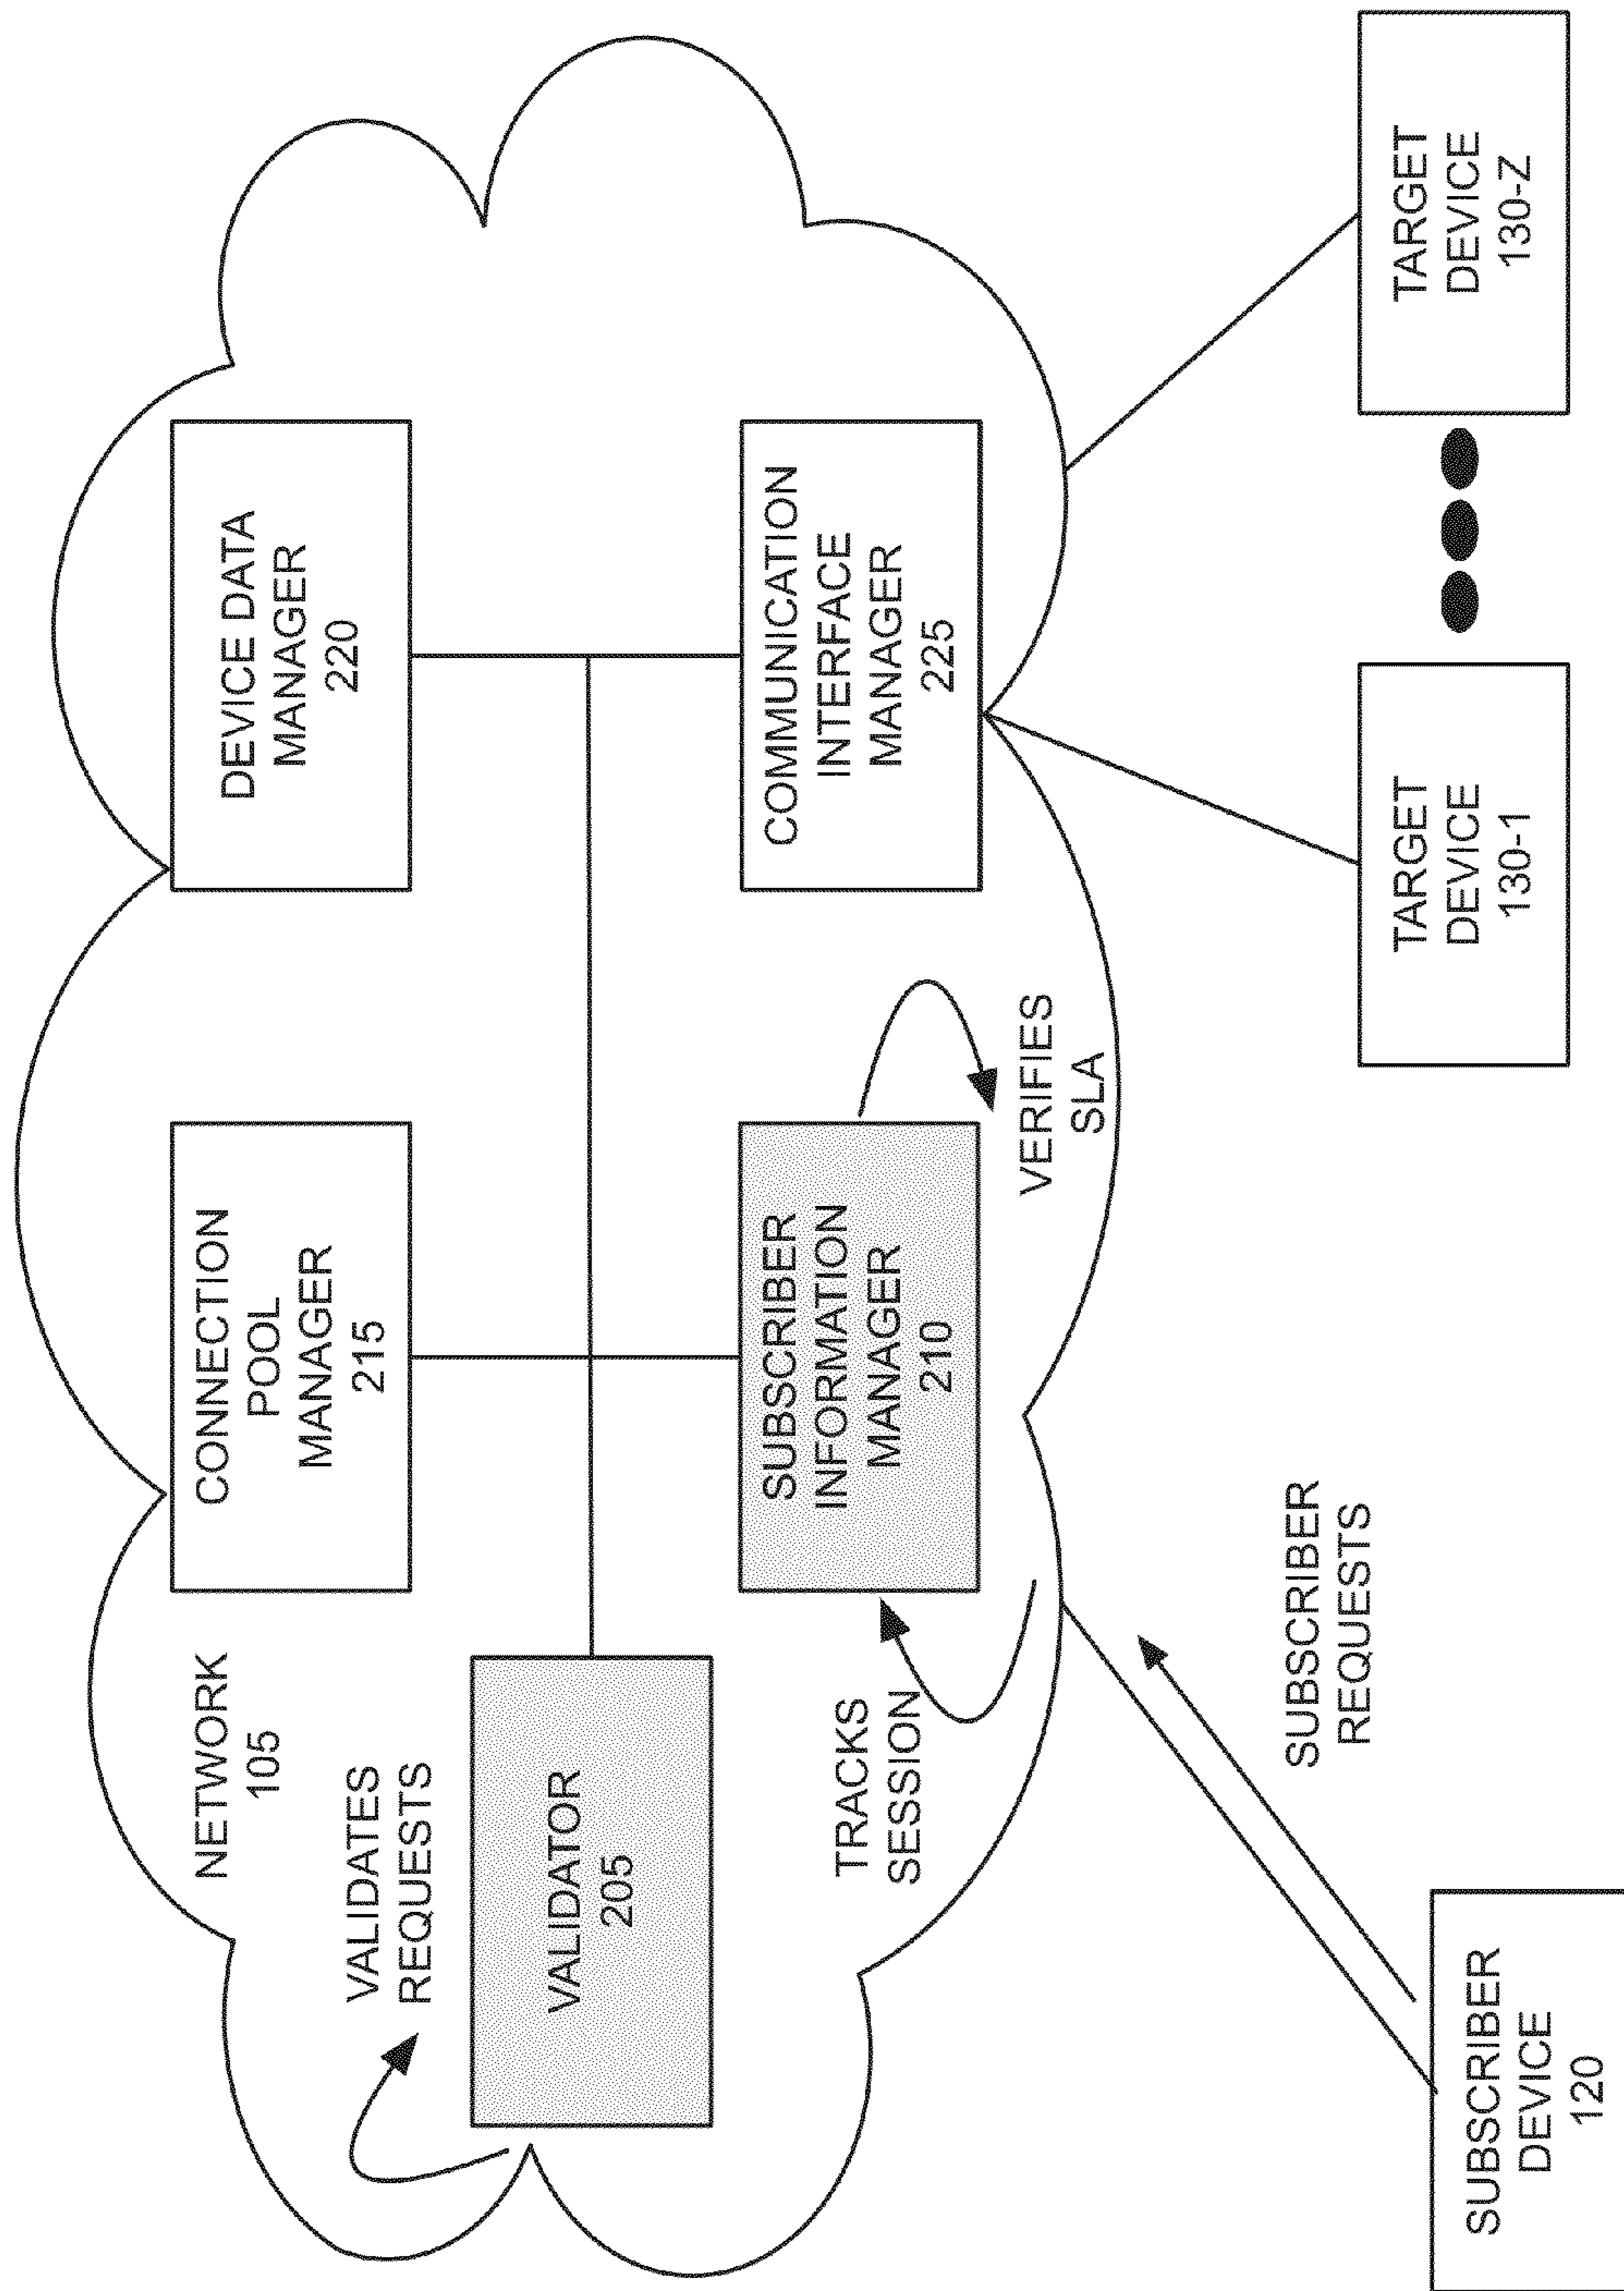 NETWORK
105
VALIDATES
REQUESTS
VALIDATOR
205
CONNECTION
POOL
MANAGER
215
DEVICE DATA
MANAGER
220
TRACKS
SESSION
SUBSCRIBER
INFORMATION
MANAGER
210
VERIFIES
SLA
COMMUNICATION
INTERFACE
MANAGER
225
SUBSCRIBER
REQUESTS
SUBSCRIBER
DEVICE
120
TARGET
DEVICE
130-1
TARGET
DEVICE
130-Z